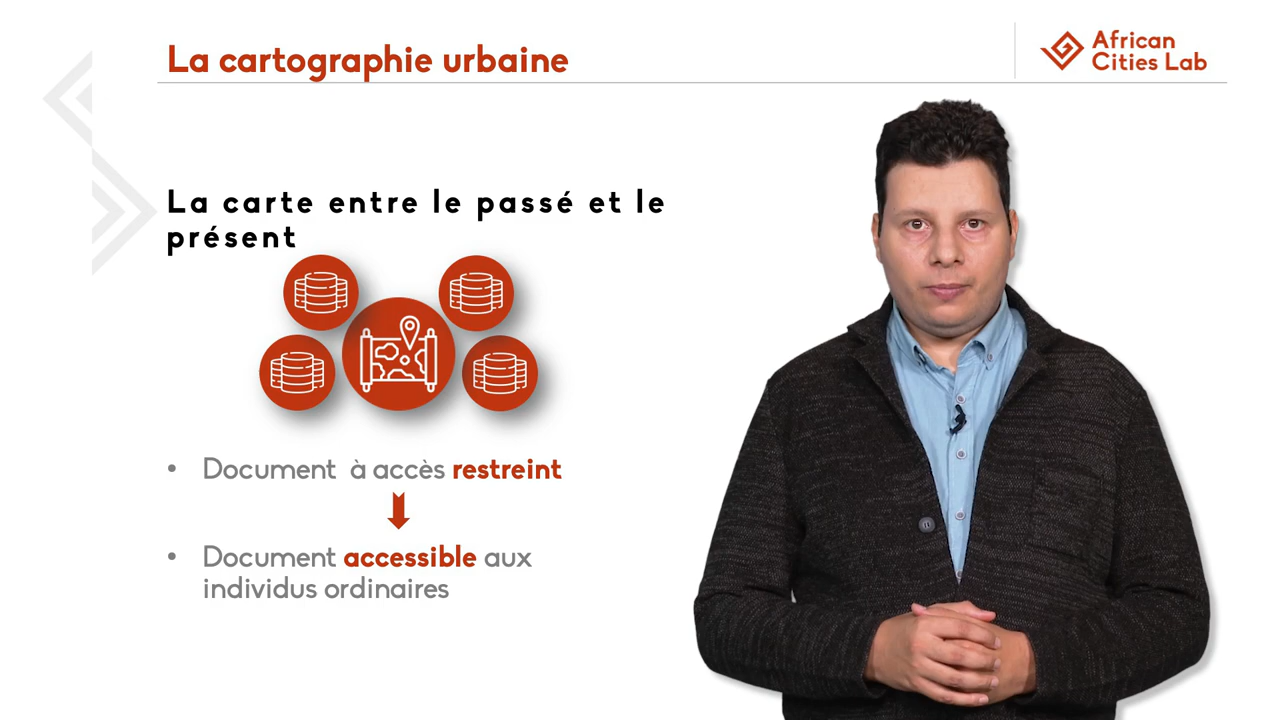 La cartographie urbaine
African
Cities Lab
La carte entre le passé et le
présent
• Document à accès restreint
• Document accessible aux
individus ordinaires